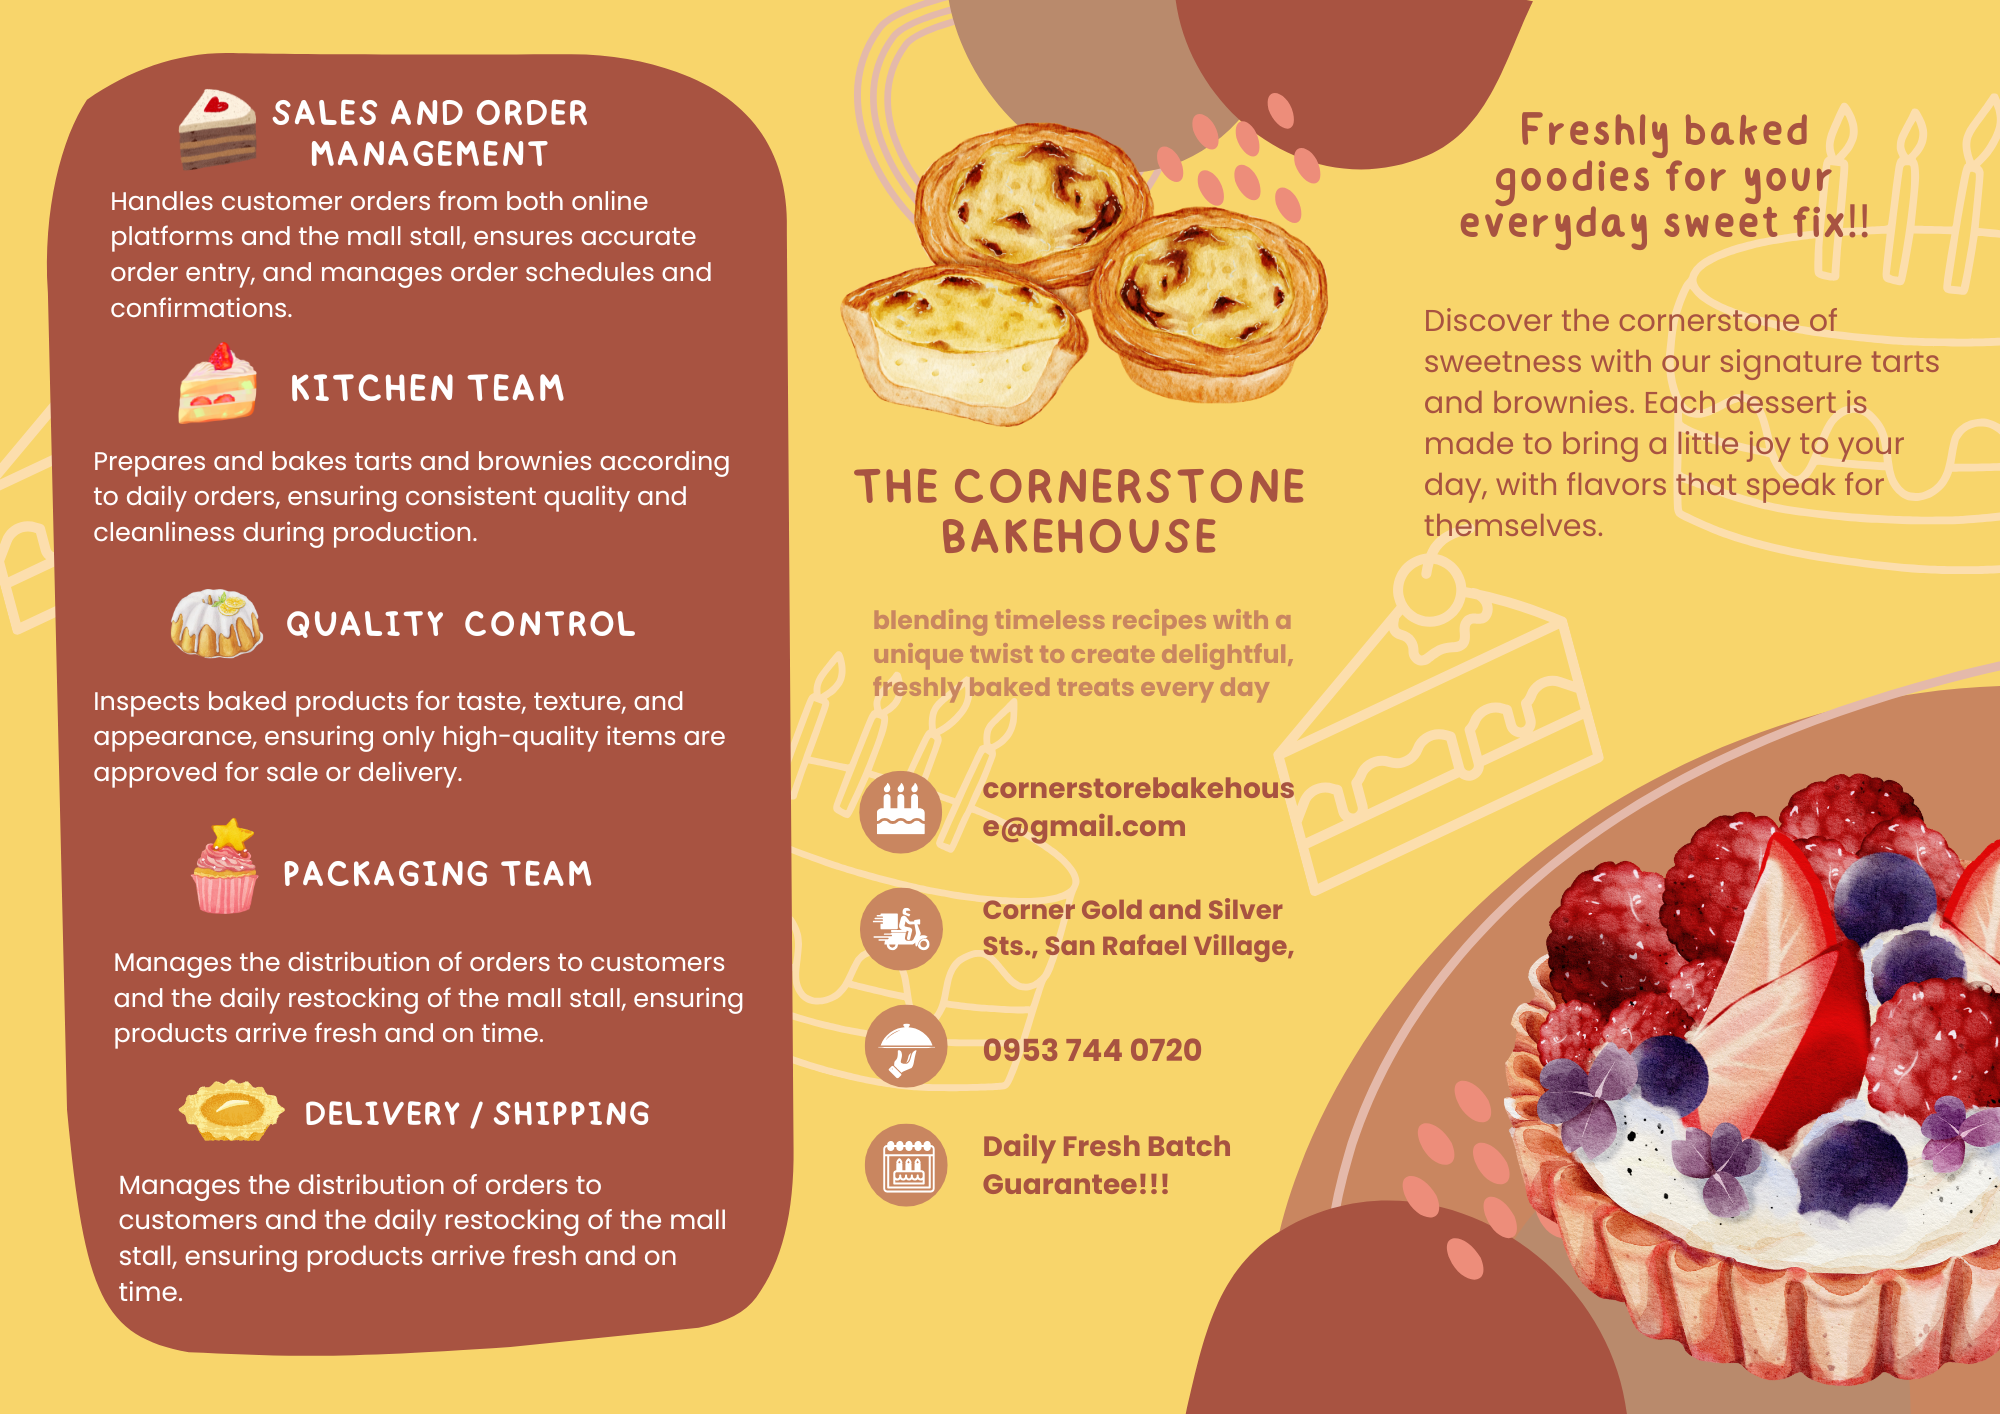 SALES AND ORDER
MANAGEMENT
Handles customer orders from both online
platforms and the mall stall, ensures accurate
order entry, and manages order schedules and
confirmations.
KITCHEN TEAM
Prepares and bakes tarts and brownies according
to daily orders, ensuring consistent quality and
cleanliness during production.
QUALITY CONTROL
Inspects baked products for taste, texture, and
appearance, ensuring only high-quality items are
approved for sale or delivery.
PACKAGING TEAM
Manages the distribution of orders to customers
and the daily restocking of the mall stall, ensuring
products arrive fresh and on time.
DELIVERY / SHIPPING
Manages the distribution of orders to
customers and the daily restocking of the mall
stall, ensuring products arrive fresh and on
time.
THE CORNERSTONE
BAKEHOUSE
blending timeless recipes with a
unique twist to create delightful,
freshly baked treats every day
cornerstorebakehous
e@gmail.com
Corner Gold and Silver
Sts., San Rafael Village,
0953 744 0720
Daily Fresh Batch
Guarantee!!!
Freshly baked
goodies for your
everyday sweet fix!!
Discover the cornerstone of
sweetness with our signature tarts
and brownies. Each dessert is
made to bring a little joy to your
day, with flavors that speak for
themselves.